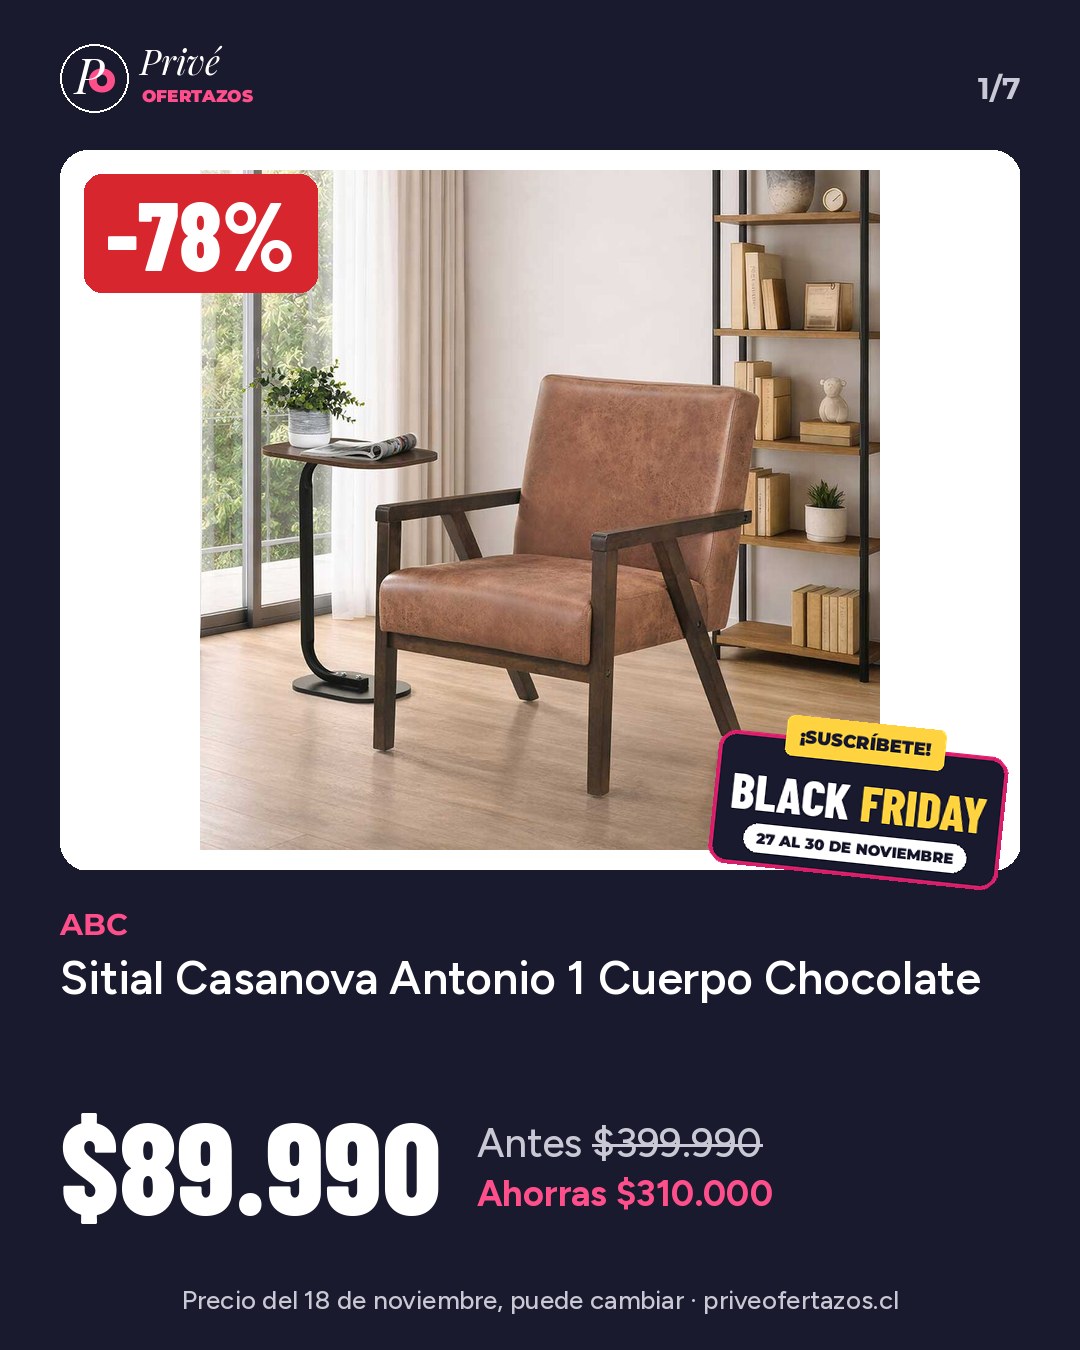 Privé
OFERTAZOS
1/7
-78%
¡SUSCRÍBETE!
BLACK FRIDAY
27 AL 30 DE NOVIEMBRE
ABC
Sitial Casanova Antonio 1 Cuerpo Chocolate
$89.990
Antes $399.990
Ahorras $310.000
Precio del 18 de noviembre, puede cambiar · priveofertazos.cl